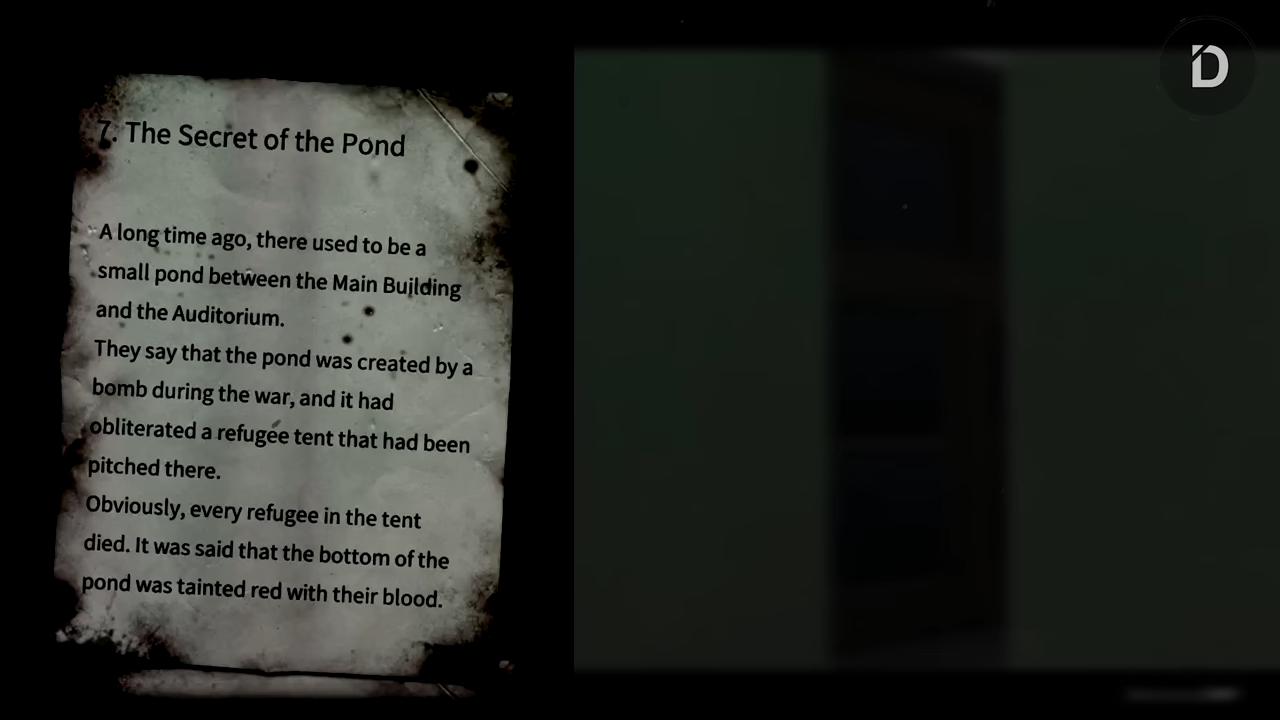 7. The Secret of the Pond
A long time ago, there used to be a
small pond between the Main Building
and the Auditorium.
They say that the pond was created by a
bomb during the war, and it had
obliterated a refugee tent that had been
pitched there.
Obviously, every refugee in the tent
died. It was said that the bottom of the
pond was tainted red with their blood.
D